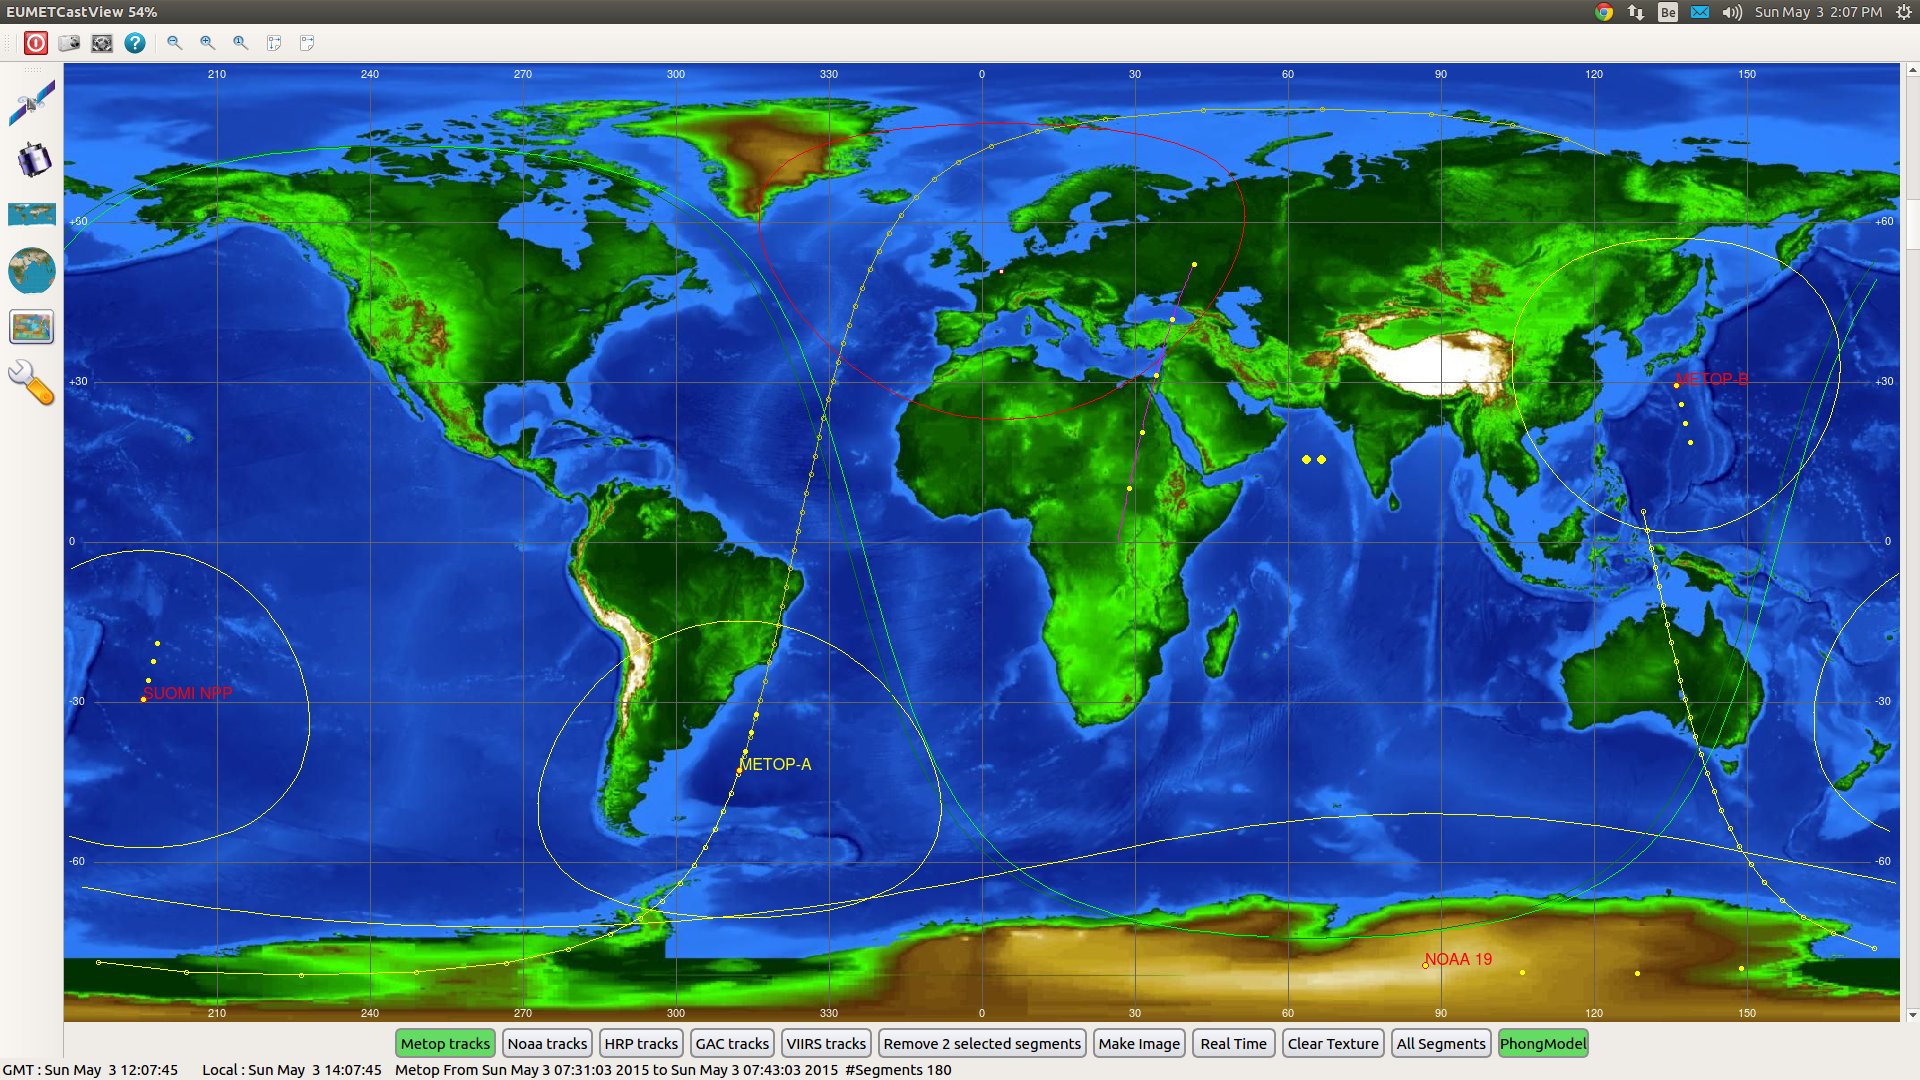 EUMETCastView 54%
Be
Sun May 3 2:07 PM
210 240 270 300 330 0 30 60 90 120 150
+60 +60
+30 METOP-B +30
0 0
SUOMI NPP
-30 -30
METOP-A
-60 -60
NOAA 19
210 240 270 300 330 0 30 60 90 120 150
Metop tracks Noaa tracks HRP tracks GAC tracks VIIRS tracks Remove 2 selected segments Make Image Real Time Clear Texture All Segments PhongModel
GMT : Sun May 3 12:07:45 Local : Sun May 3 14:07:45 Metop From Sun May 3 07:31:03 2015 to Sun May 3 07:43:03 2015 #Segments 180